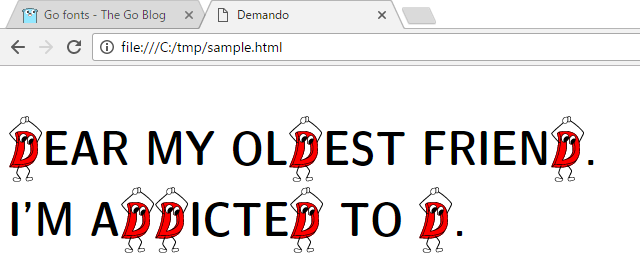 Go fonts - The Go Blog
Demando
file:///C:/tmp/sample.html
DEAR MY OLDEST FRIEND.
I'M ADDICTED TO D.